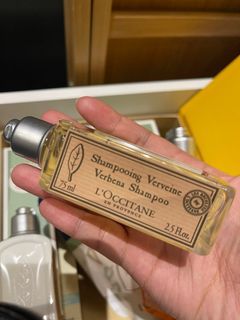 Shampooing Verveine
Verbena Shampoo
L'OCCITANE
EN PROVENCE
75 ml
2.5 Fl.oz.